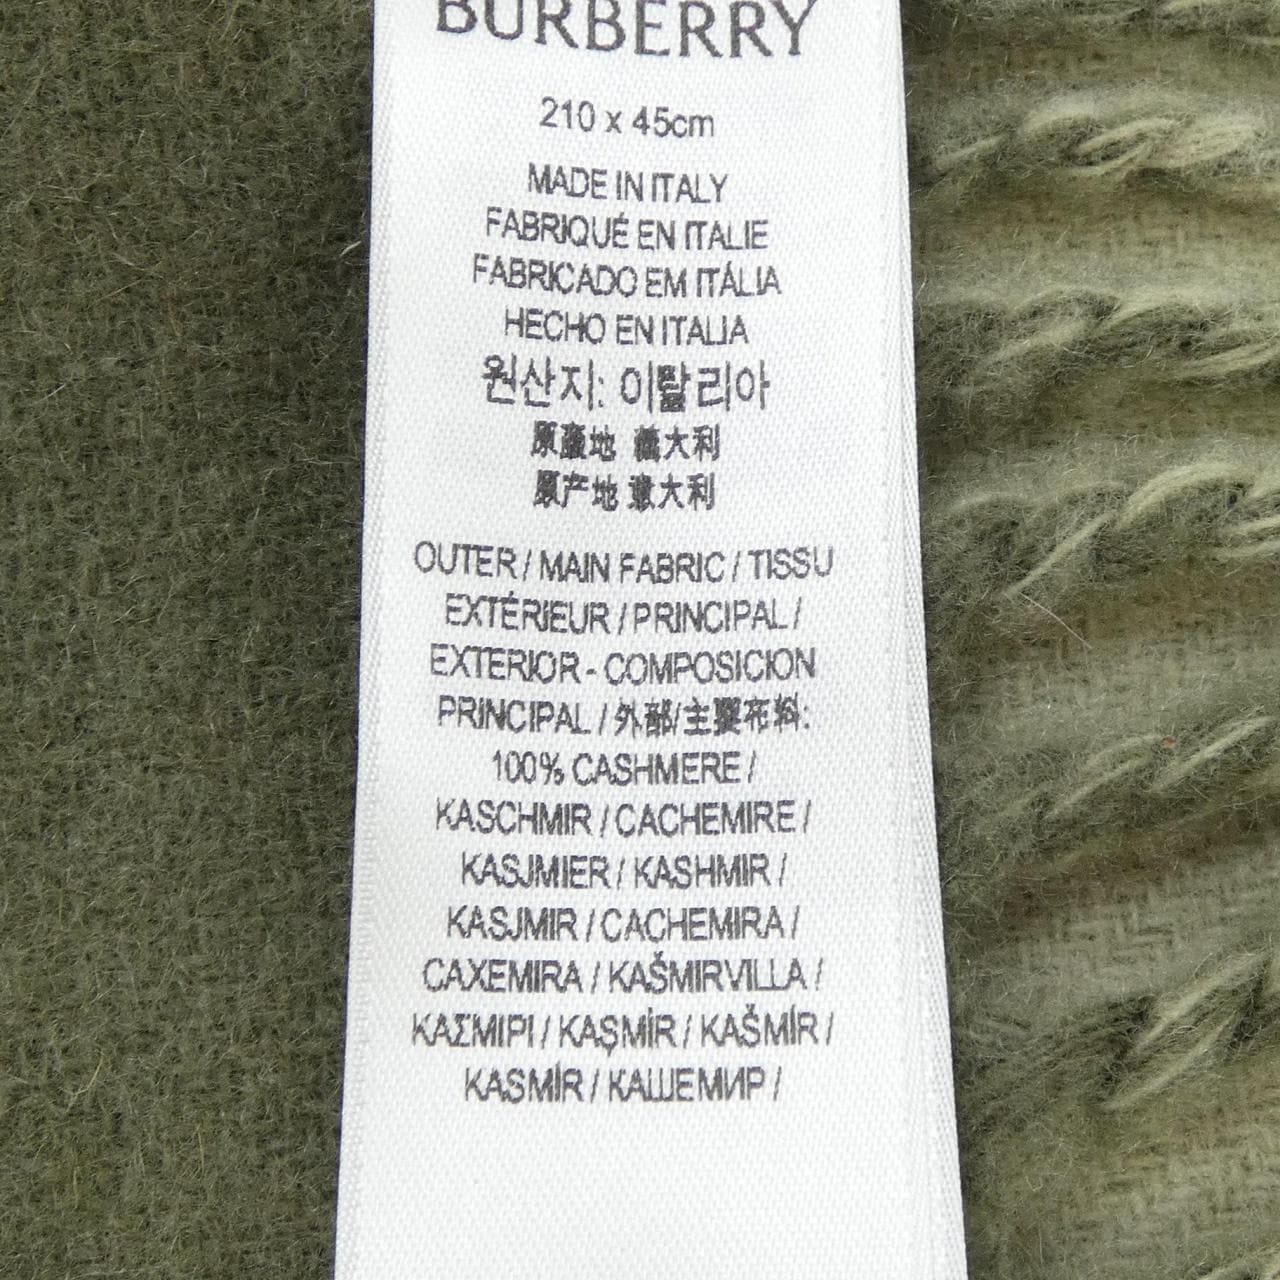 BURBERRY
210 x 45cm
MADE IN ITALY
FABRIQUÉ EN ITALIE
FABRICADO EM ITÁLIA
HECHO EN ITALIA
원산지: 이탈리아
原產地 義大利
原产地 意大利
OUTER / MAIN FABRIC / TISSU
EXTÉRIEUR / PRINCIPAL /
EXTERIOR - COMPOSICION
PRINCIPAL / 外部/主要布料:
100% CASHMERE /
KASCHMIR / CACHEMIRE /
KASJMIER / KASHMIR /
KASJMIR / CACHEMIRA /
CAXEMIRA / KAŠMIRVILLA /
ΚΑΣΜΙΡΙ / KAŞMİR / KAŠMÍR /
KASMÍR / КАШЕМИР /